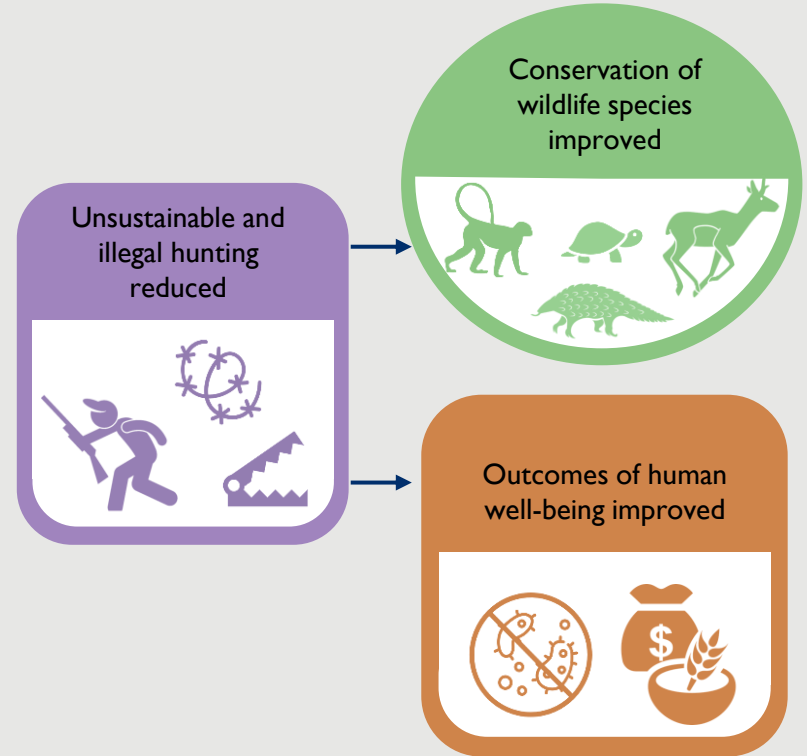 Conservation of
wildlife species
improved
Unsustainable and
illegal hunting
reduced
Outcomes of human
well-being improved
$